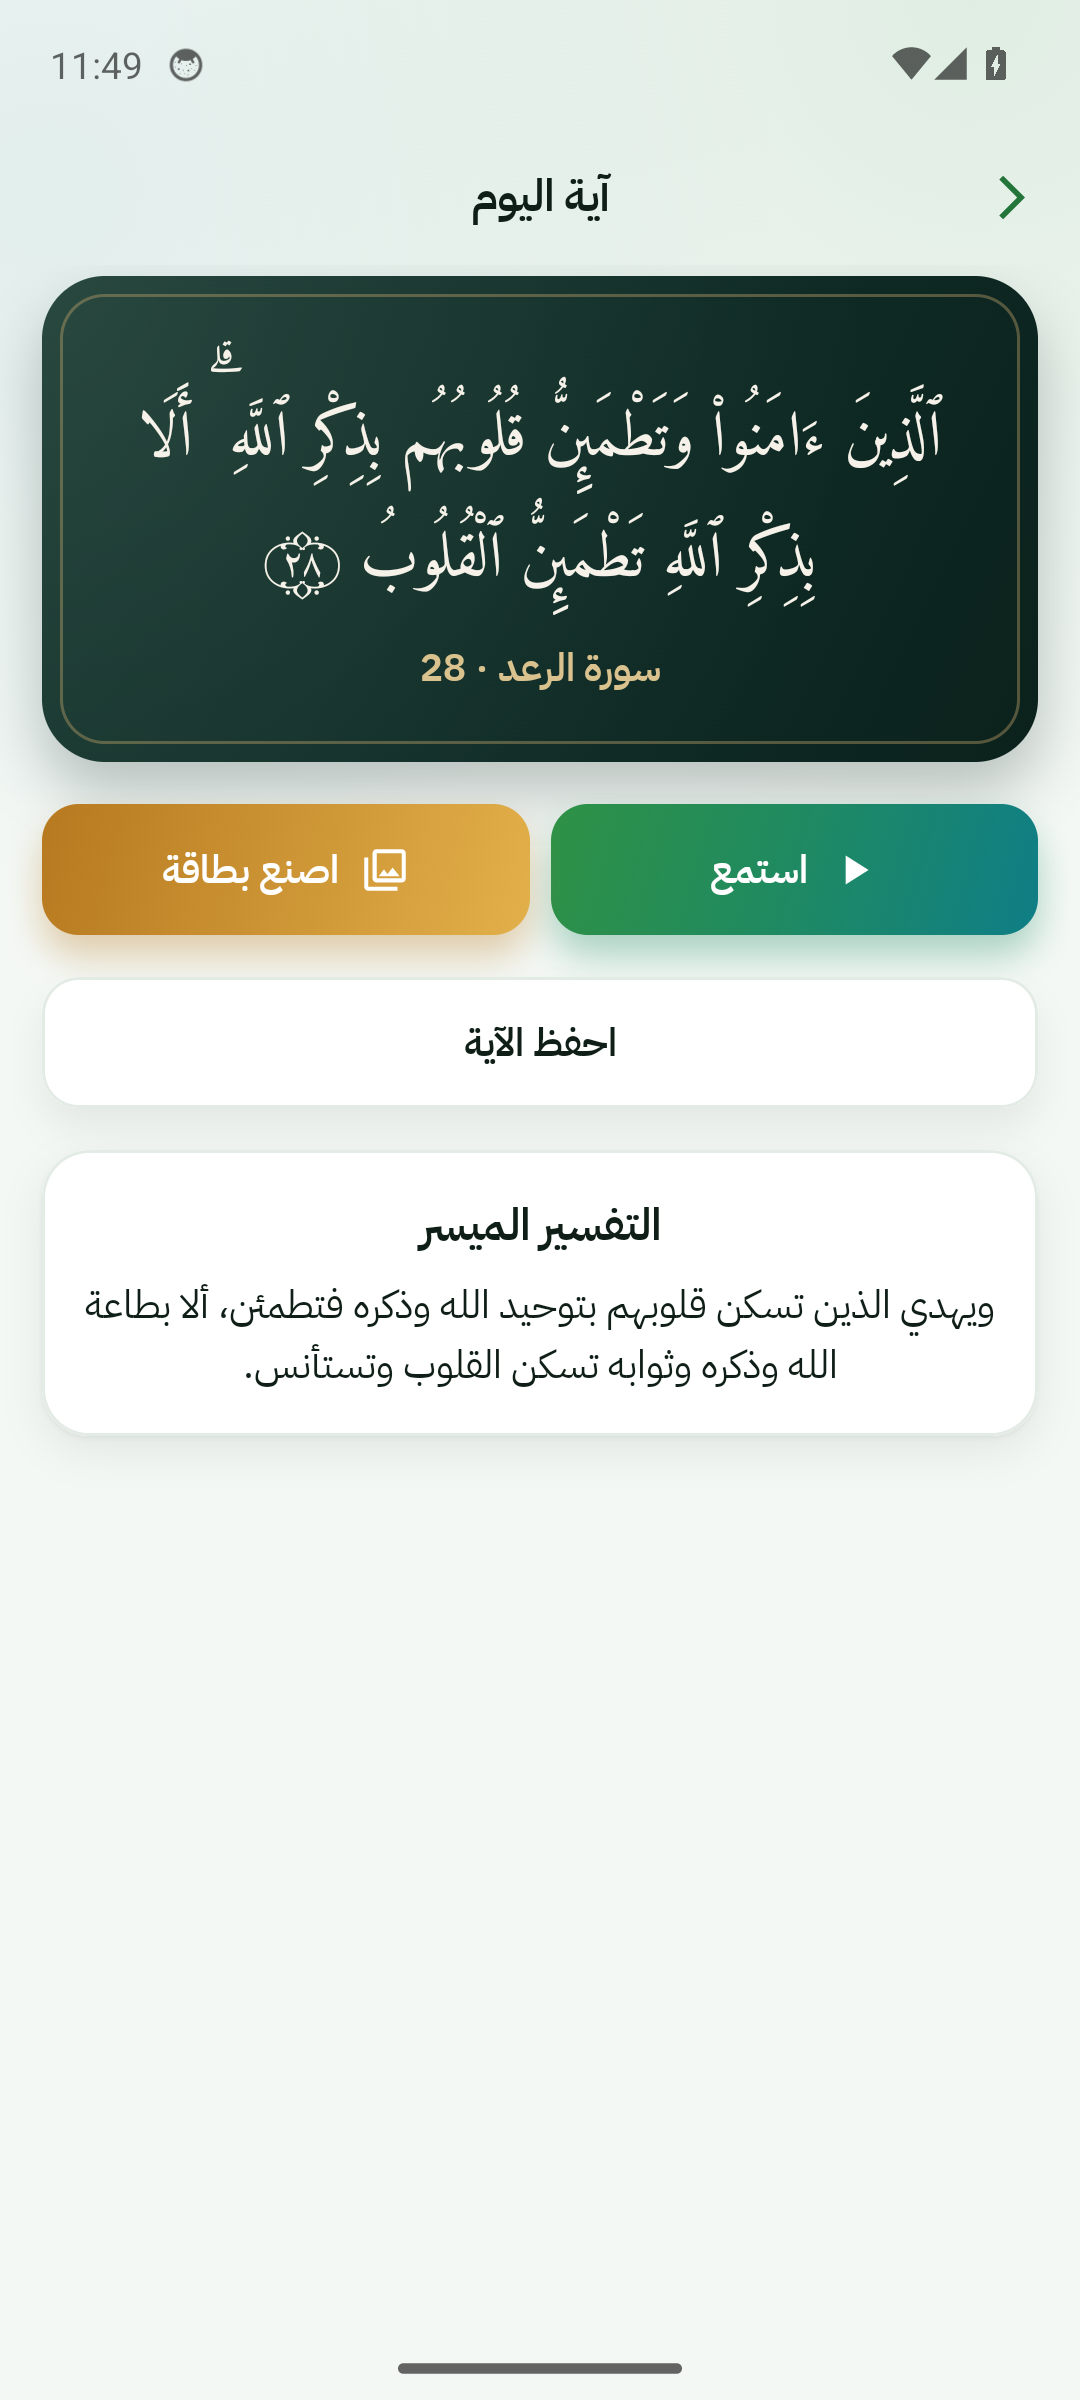 11:49
آية اليوم
ٱلَّذِينَ ءَامَنُوا۟ وَتَطْمَئِنُّ قُلُوبُهُم بِذِكْرِ ٱللَّهِ ۗ أَلَا
بِذِكْرِ ٱللَّهِ تَطْمَئِنُّ ٱلْقُلُوبُ ٢٨
سورة الرعد · 28
استمع
اصنع بطاقة
احفظ الآية
التفسير الميسر
ويهدي الذين تسكن قلوبهم بتوحيد الله وذكره فتطمئن، ألا بطاعة
الله وذكره وثوابه تسكن القلوب وتستأنس.